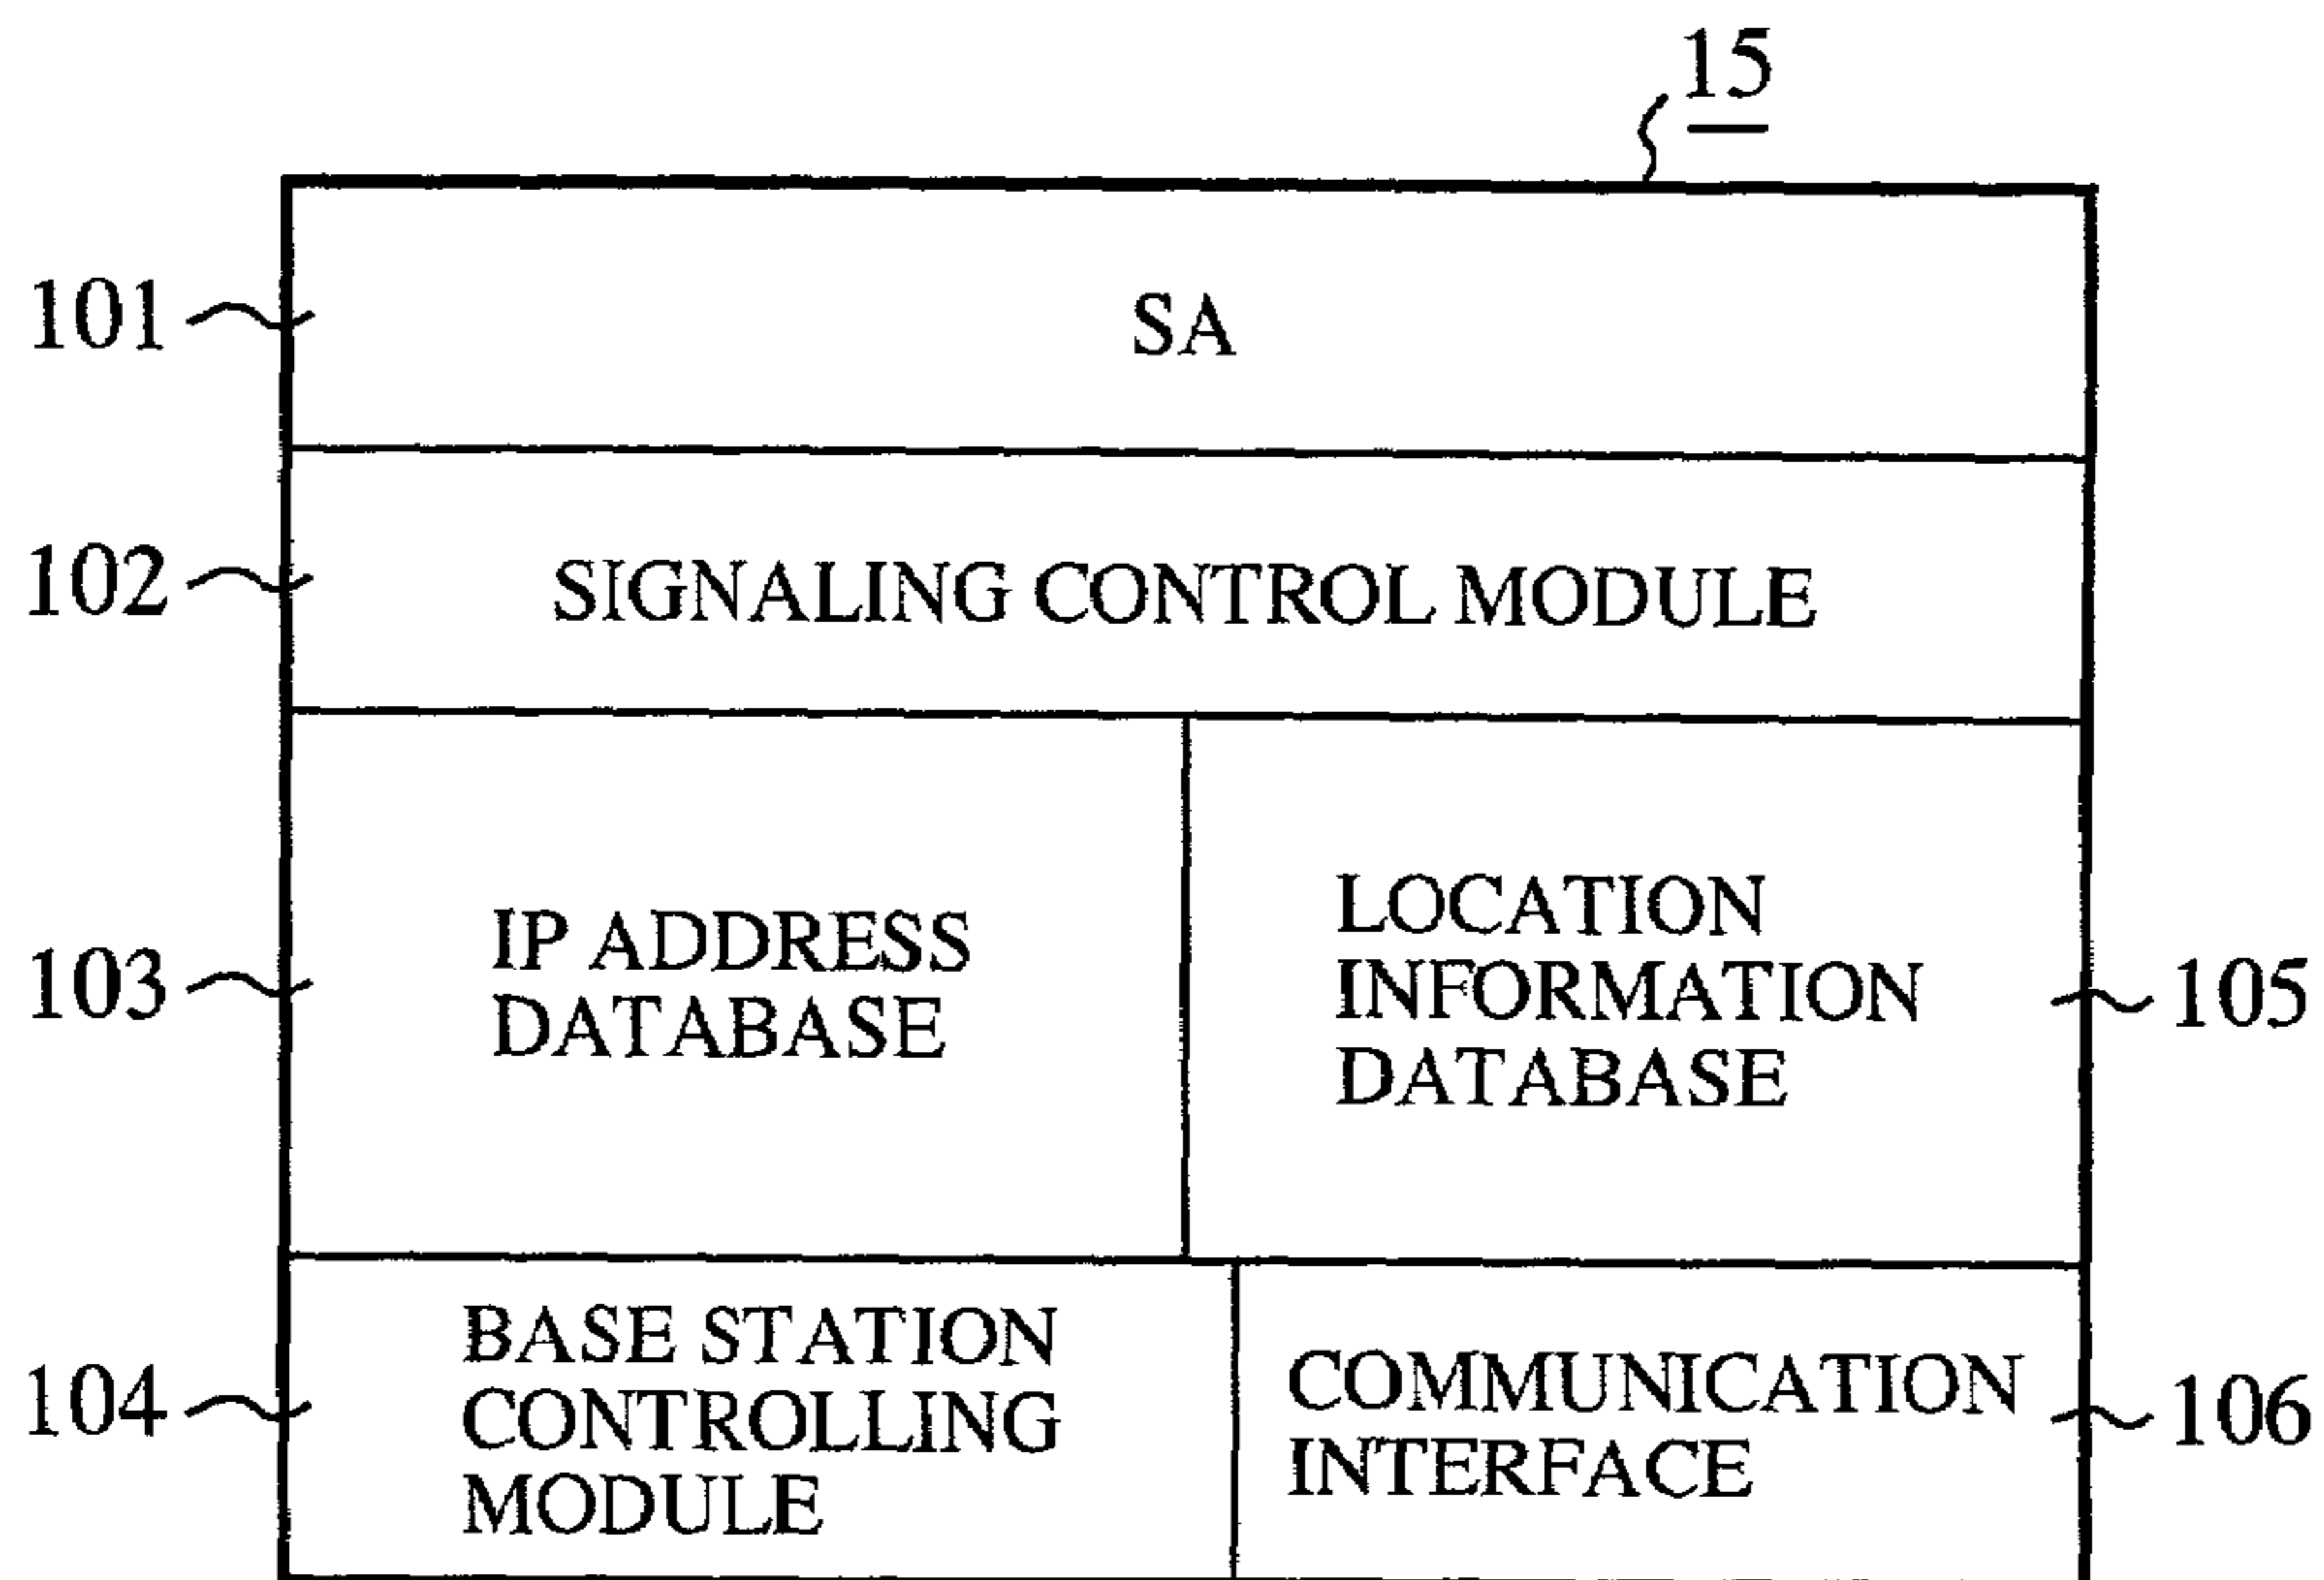 15
101
SA
102
SIGNALING CONTROL MODULE
103
IP ADDRESS
DATABASE
LOCATION
INFORMATION
DATABASE
105
104
BASE STATION
CONTROLLING
MODULE
COMMUNICATION
INTERFACE
106